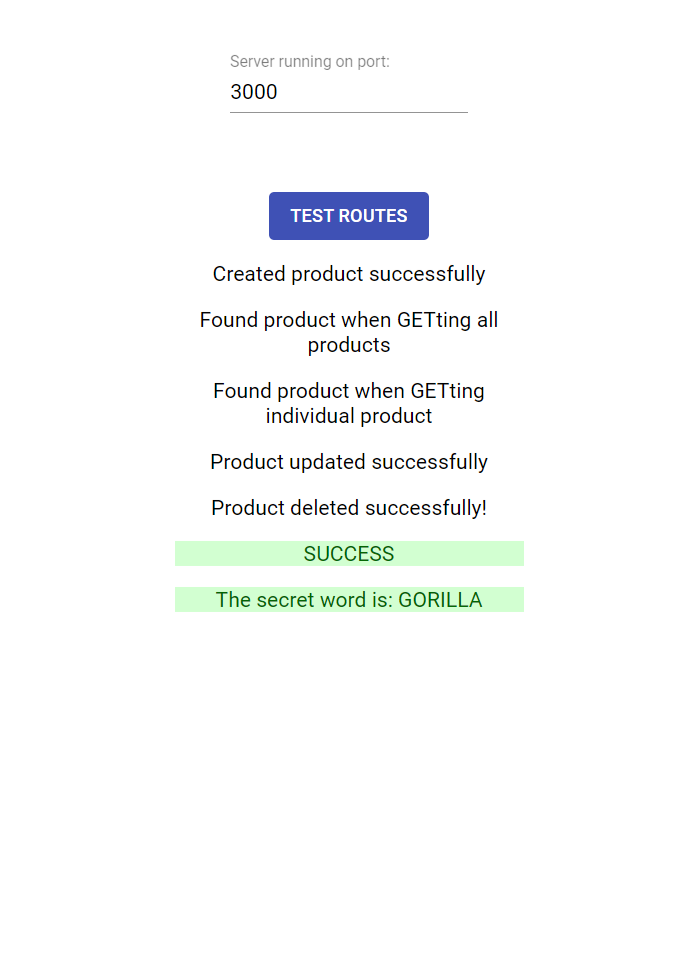 Server running on port:
3000
TEST ROUTES
Created product successfully
Found product when GETting all
products
Found product when GETting
individual product
Product updated successfully
Product deleted successfully!
SUCCESS
The secret word is: GORILLA